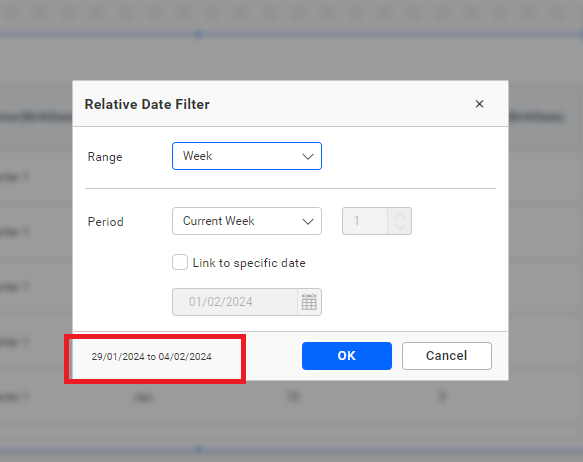 Relative Date Filter
Range
Week
Period
Current Week
1
Link to specific date
01/02/2024
29/01/2024 to 04/02/2024
OK
Cancel